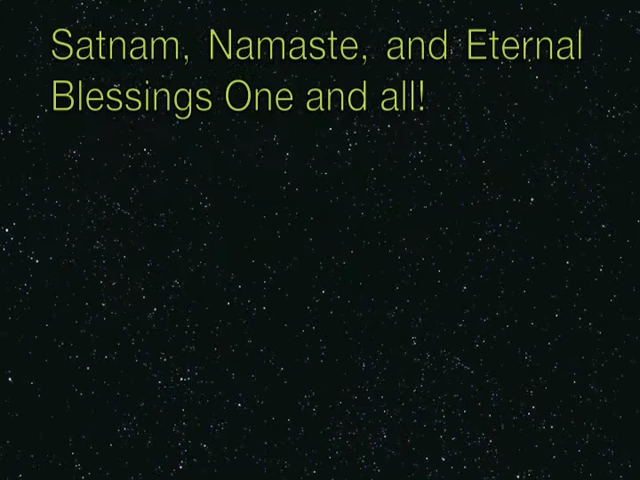 Satnam, Namaste, and Eternal
Blessings One and all!